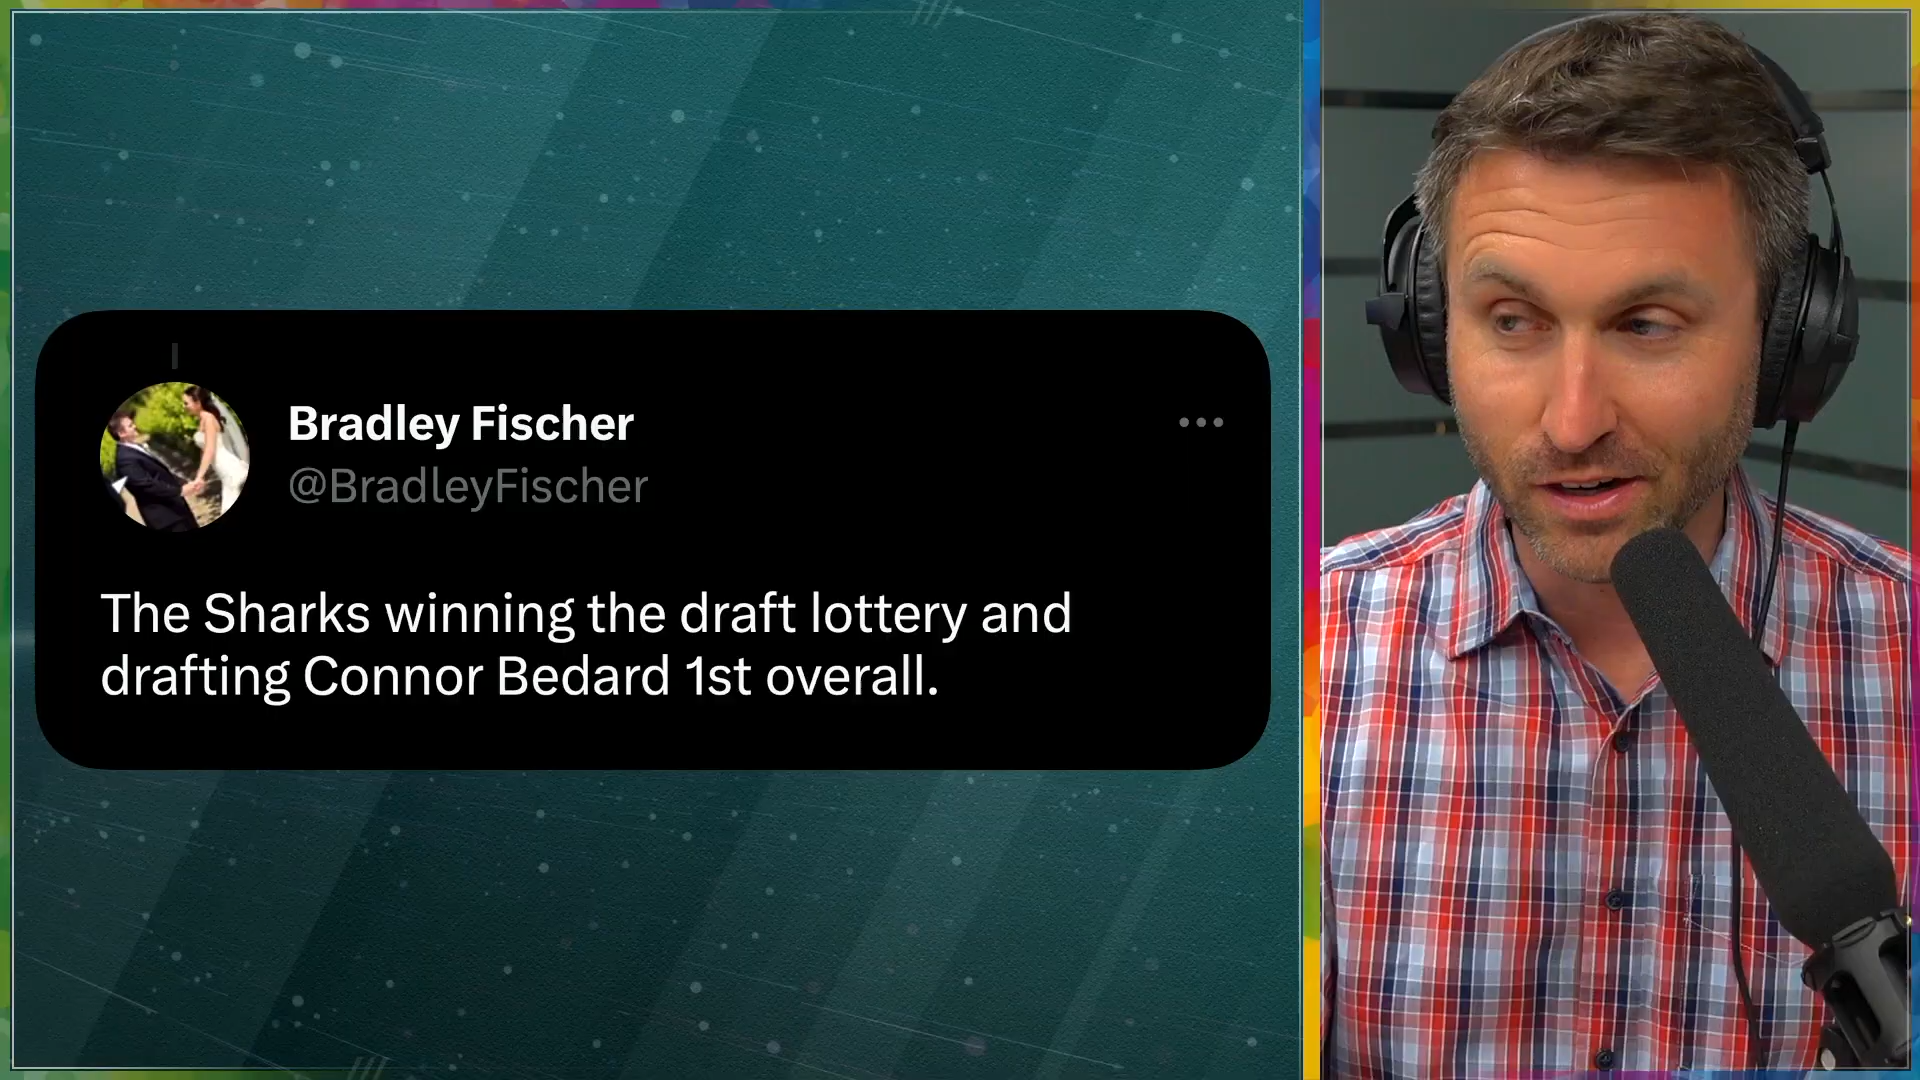 Bradley Fischer
@BradleyFischer
The Sharks winning the draft lottery and
drafting Connor Bedard 1st overall.